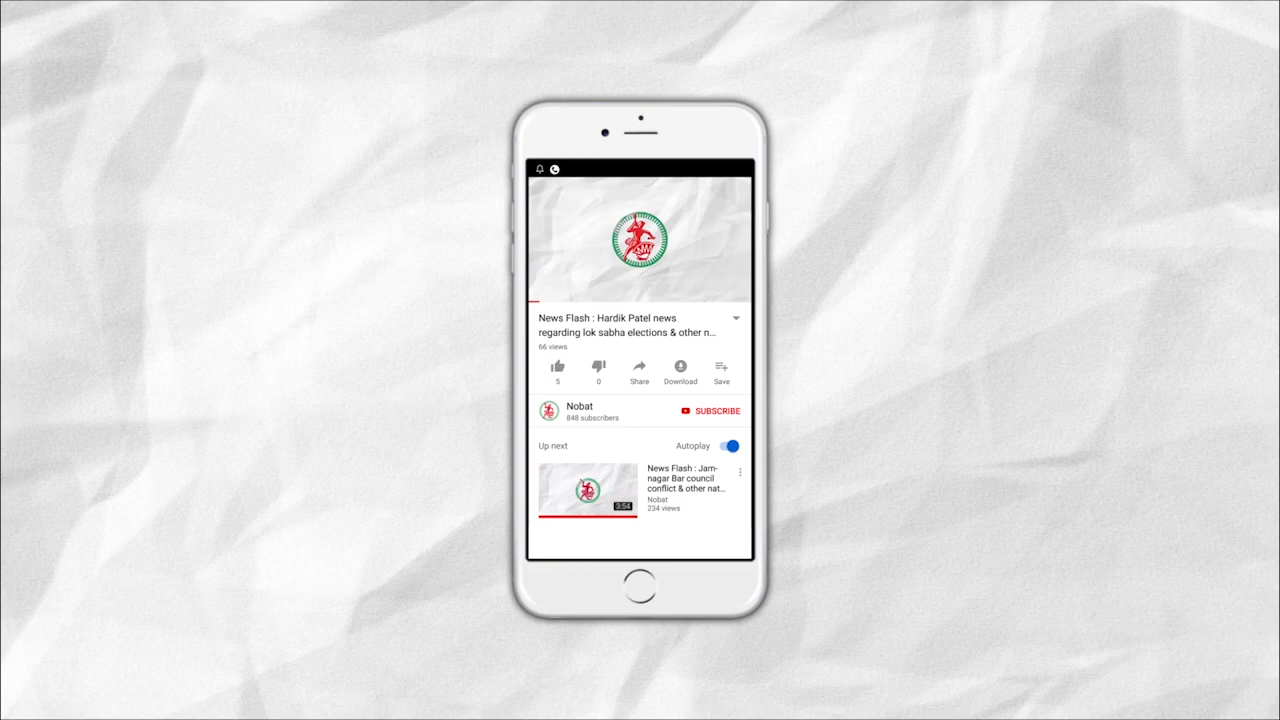 News Flash : Hardik Patel news
regarding lok sabha elections & other n...
66 views
5
0
Share
Download
Save
Nobat
848 subscribers
SUBSCRIBE
Up next
Autoplay
3:54
News Flash : Jam-
nagar Bar council
conflict & other nat...
Nobat
234 views